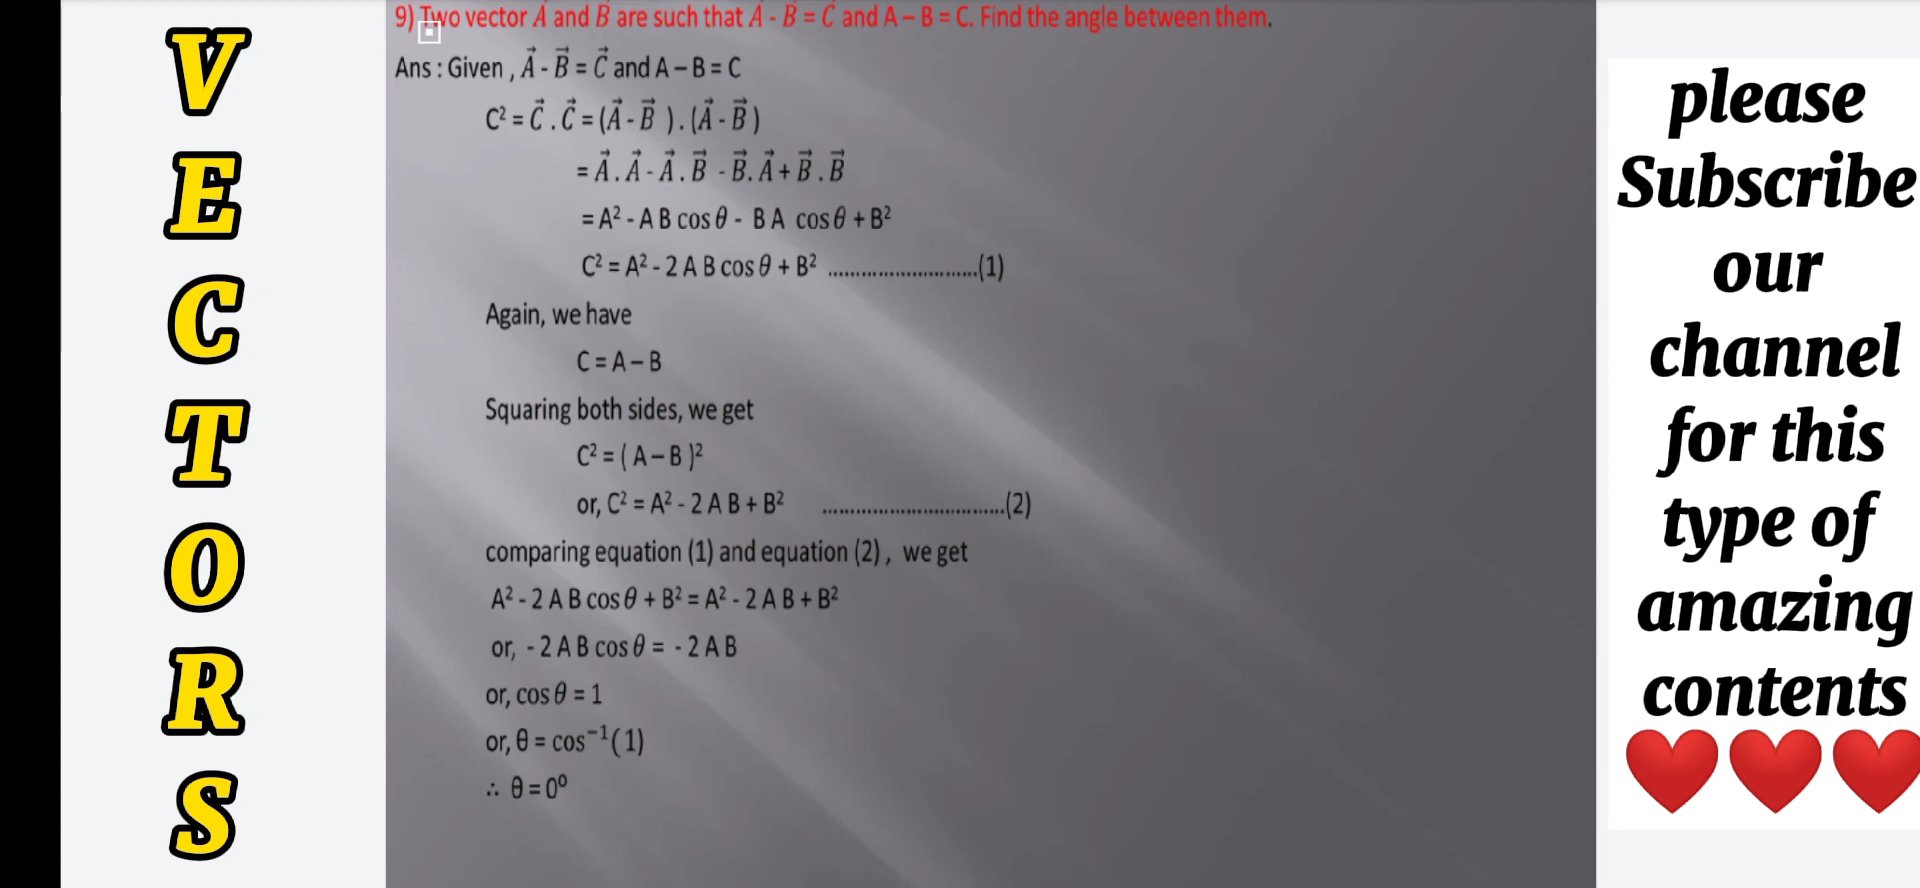 VECTORS
9) Two vector A⃗ and B⃗ are such that A⃗ - B⃗ = C⃗ and A – B = C. Find the angle between them.
Ans : Given , A⃗ - B⃗ = C⃗ and A – B = C
C² = C⃗ . C⃗ = (A⃗ - B⃗ ) . (A⃗ - B⃗ )
= A⃗ . A⃗ - A⃗ . B⃗ - B⃗. A⃗ + B⃗ . B⃗
= A² - A B cos θ - B A cos θ + B²
C² = A² - 2 A B cos θ + B² ...........................(1)
Again, we have
C = A – B
Squaring both sides, we get
C² = ( A – B )²
or, C² = A² - 2 A B + B² .................................(2)
comparing equation (1) and equation (2) , we get
A² - 2 A B cos θ + B² = A² - 2 A B + B²
or, - 2 A B cos θ = - 2 A B
or, cos θ = 1
or, θ = cos⁻¹( 1)
∴ θ = 0⁰
please
Subscribe
our
channel
for this
type of
amazing
contents